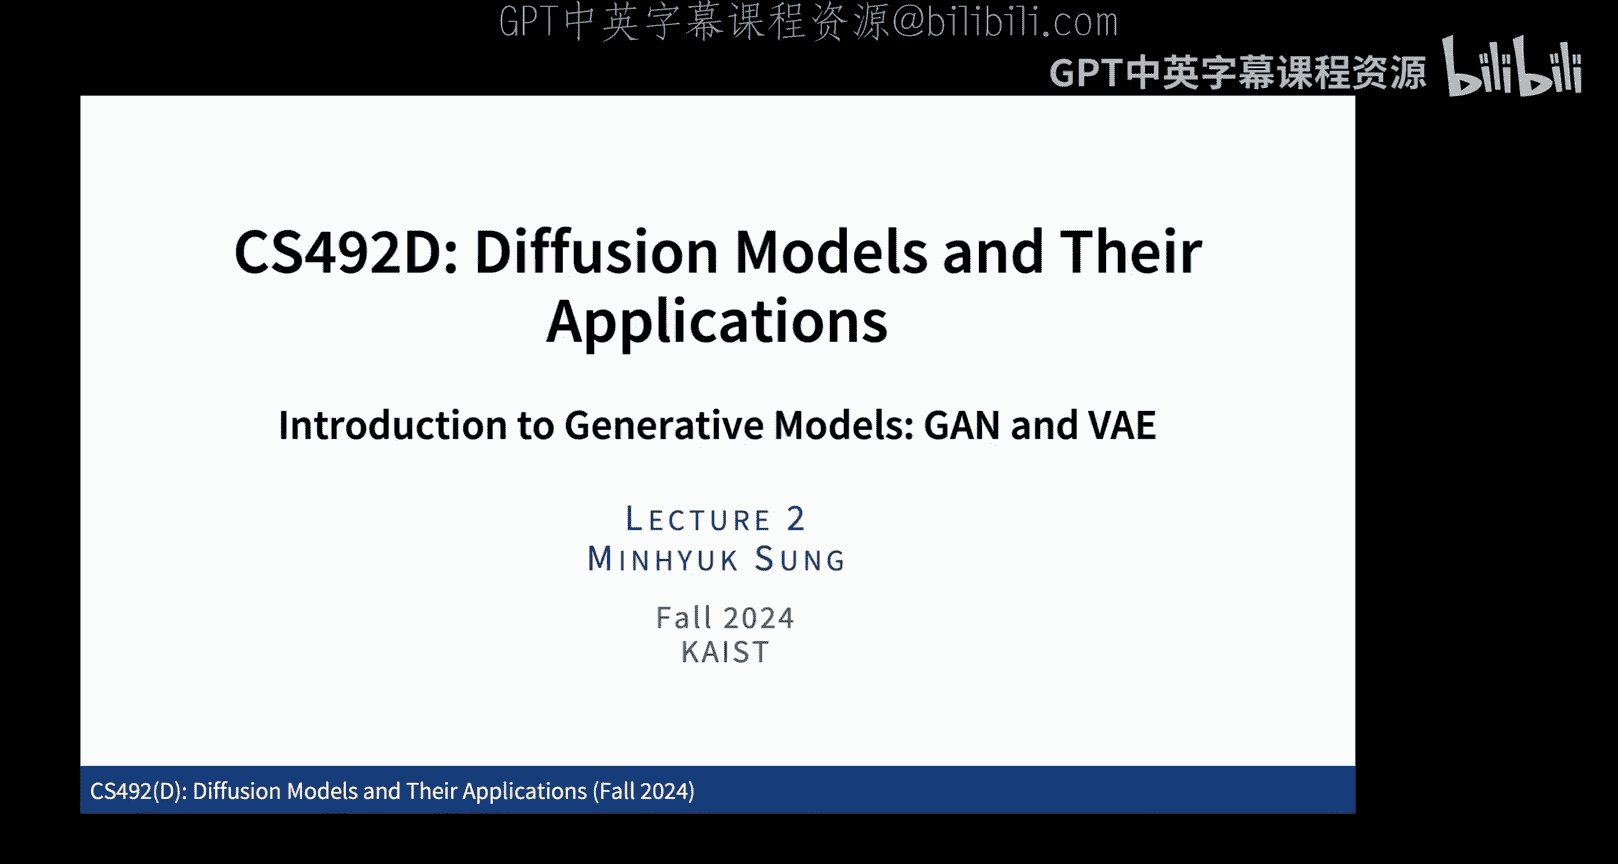 GPT中英字幕课程资源@bilibili.com
GPT中英字幕课程资源 bilibili
CS492D: Diffusion Models and Their
Applications
Introduction to Generative Models: GAN and VAE
LECTURE 2
MINHYUK SUNG
Fall 2024
KAIST
CS492(D): Diffusion Models and Their Applications (Fall 2024)